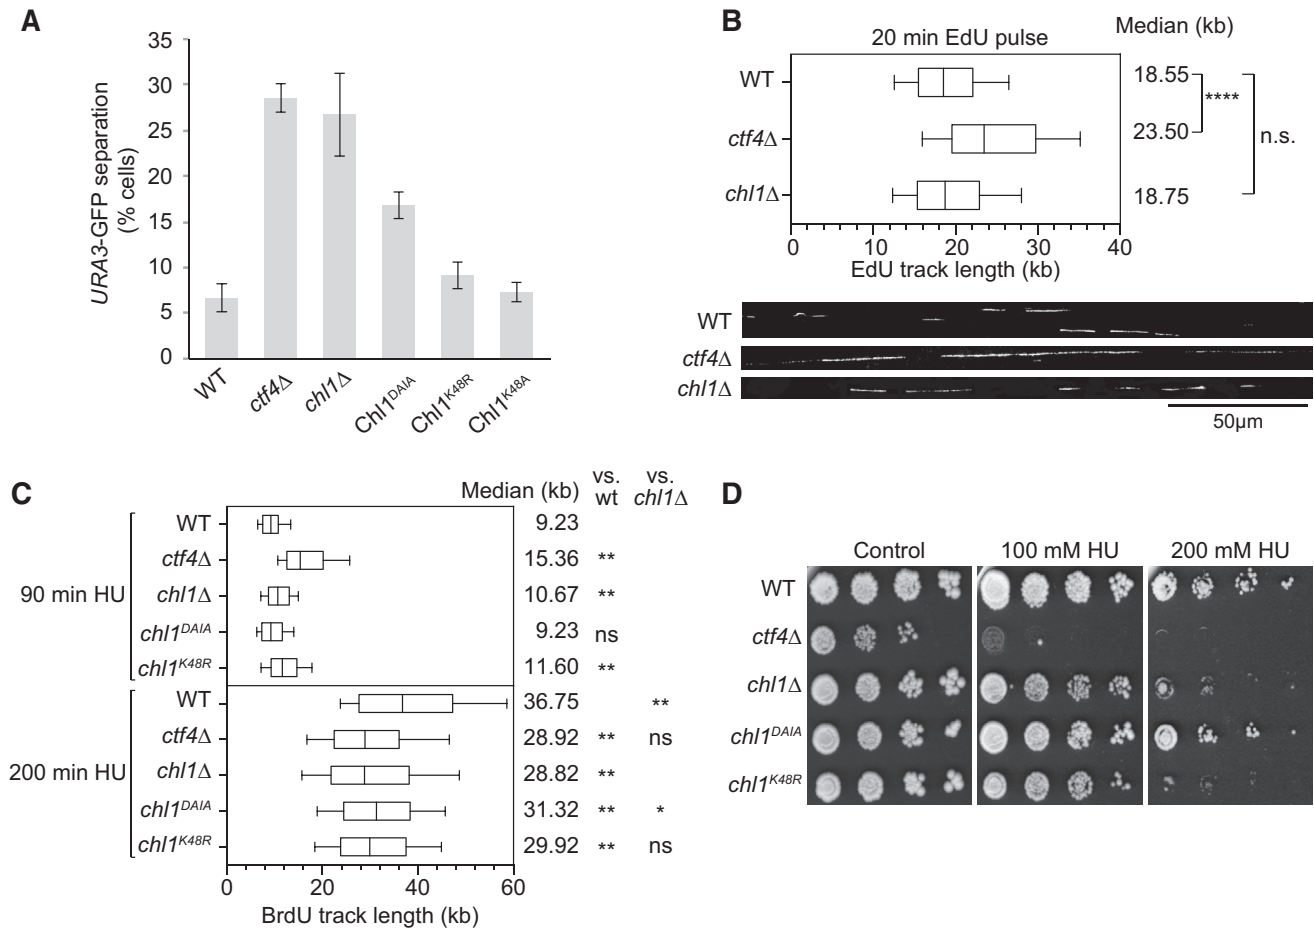 A
35
30
25
20
15
10
5
0
URA3-GFP separation
(% cells)
WT
ctf4Δ
chl1Δ
Chl1DAIA
Chl1K48R
Chl1K48A
B
Median (kb)
20 min EdU pulse
WT
18.55
ctf4Δ
23.50
chl1Δ
18.75
****
n.s.
0 10 20 30 40
EdU track length (kb)
WT
ctf4Δ
chl1Δ
50μm
C
Median (kb) vs. wt vs. chl1Δ
90 min HU
WT 9.23
ctf4Δ 15.36 **
chl1Δ 10.67 **
chl1DAIA 9.23 ns
chl1K48R 11.60 **
200 min HU
WT 36.75 **
ctf4Δ 28.92 ** ns
chl1Δ 28.82 **
chl1DAIA 31.32 ** *
chl1K48R 29.92 ** ns
0 20 40 60
BrdU track length (kb)
D
Control 100 mM HU 200 mM HU
WT
ctf4Δ
chl1Δ
chl1DAIA
chl1K48R